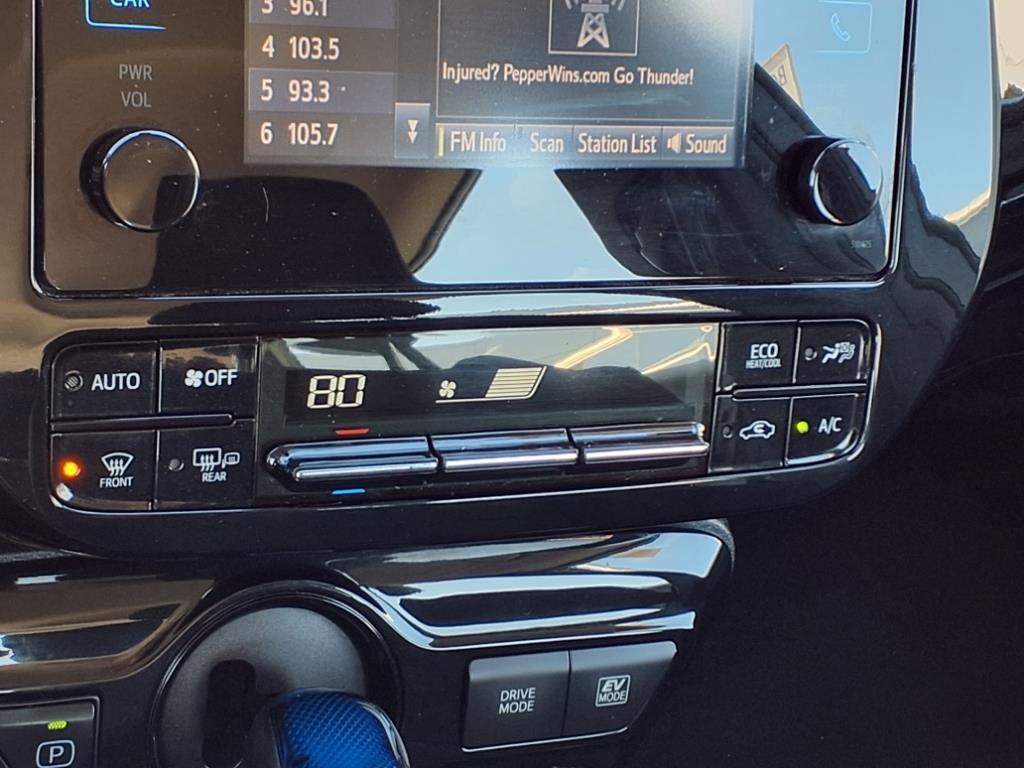 CAR
PWR
VOL
3 96.1
4 103.5
5 93.3
6 105.7
Injured? PepperWins.com Go Thunder!
FM Info Scan Station List Sound
AUTO OFF
FRONT
REAR
80
ECO
HEAT/COOL
A/C
DRIVE
MODE
EV
MODE
P